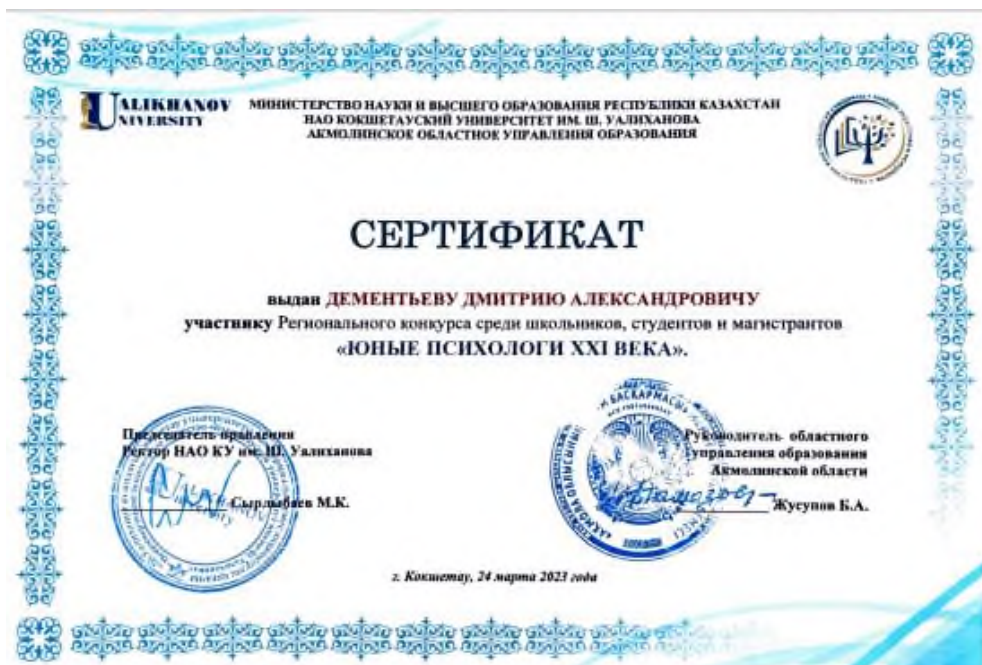 UALIKHANOV
UNIVERSITY
МИНИСТЕРСТВО НАУКИ И ВЫСШЕГО ОБРАЗОВАНИЯ РЕСПУБЛИКИ КАЗАХСТАН
НАО КОКШЕТАУСКИЙ УНИВЕРСИТЕТ ИМ. Ш. УАЛИХАНОВА
АКМОЛИНСКОЕ ОБЛАСТНОЕ УПРАВЛЕНИЯ ОБРАЗОВАНИЯ
СЕРТИФИКАТ
выдан ДЕМЕНТЬЕВУ ДМИТРИЮ АЛЕКСАНДРОВИЧУ
участнику Регионального конкурса среди школьников, студентов и магистрантов
«ЮНЫЕ ПСИХОЛОГИ XXI ВЕКА».
Председатель правления
Ректор НАО КУ им. Ш. Уалиханова
Сырлыбаев М.К.
БАСҚАРМАСЫ
Руководитель областного
управления образования
Акмолинской области
Жусупов Б.А.
г. Кокшетау, 24 марта 2023 года